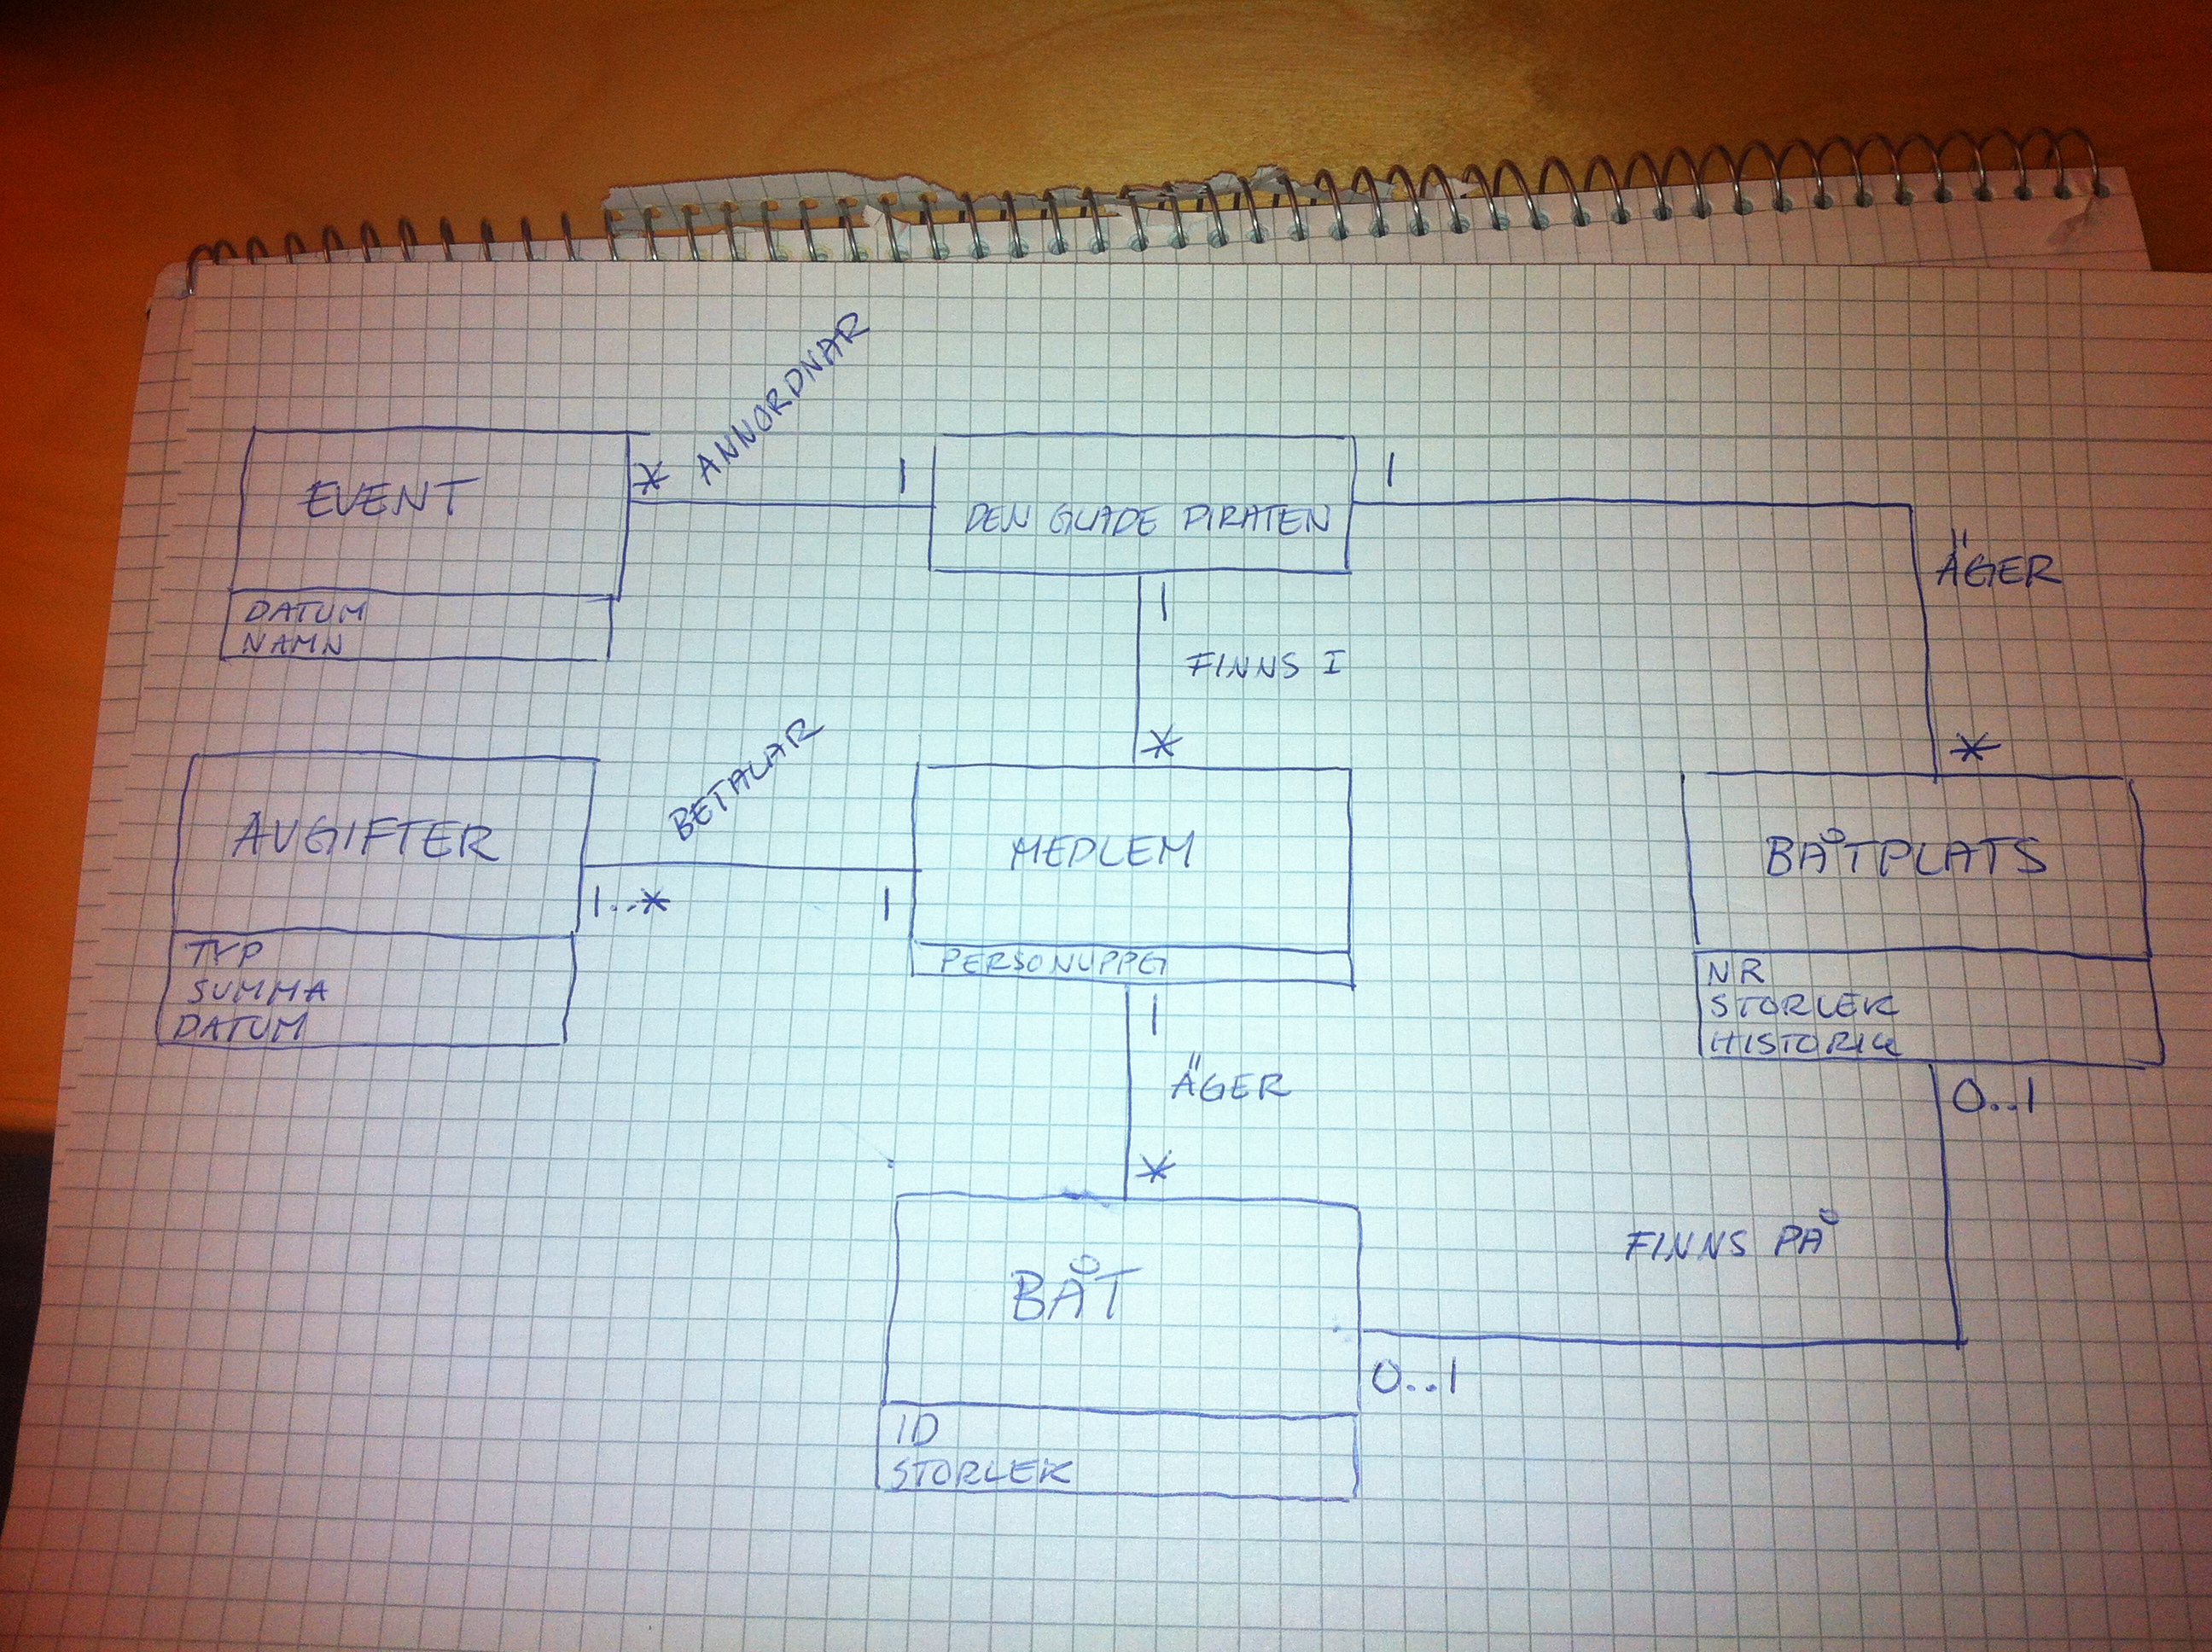 EVENT
DATUM
NAMN
*
ANNORDNAR
1
DEN GLADE PIRATEN
1
ÄGER
*
1
FINNS I
*
AVGIFTER
TYP
SUMMA
DATUM
1..*
BETALAR
1
MEDLEM
PERSONUPPG
BÅTPLATS
NR
STORLEK
HISTORIK
0..1
1
ÄGER
*
BÅT
ID
STORLEK
0..1
FINNS PÅ